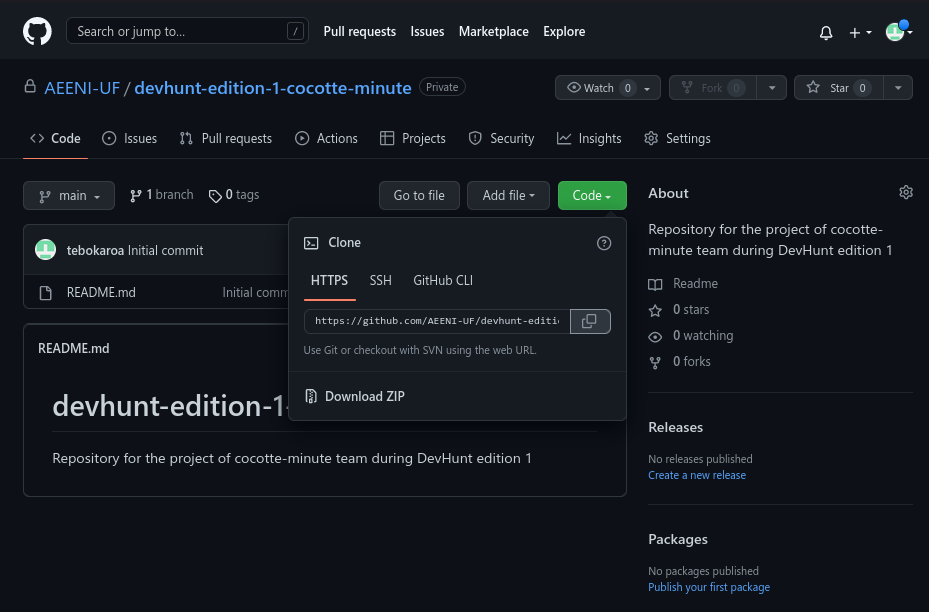 Search or jump to... / Pull requests Issues Marketplace Explore
AEENI-UF / devhunt-edition-1-cocotte-minute Private Watch 0 Fork 0 Star 0
Code Issues Pull requests Actions Projects Security Insights Settings
main 1 branch 0 tags Go to file Add file Code
tebokaroa Initial commit
README.md Initial comm
Clone
HTTPS SSH GitHub CLI
https://github.com/AEENI-UF/devhunt-editi
Use Git or checkout with SVN using the web URL.
Download ZIP
README.md
devhunt-edition-1-
Repository for the project of cocotte-minute team during DevHunt edition 1
About
Repository for the project of cocotte-
minute team during DevHunt edition 1
Readme
0 stars
0 watching
0 forks
Releases
No releases published
Create a new release
Packages
No packages published
Publish your first package